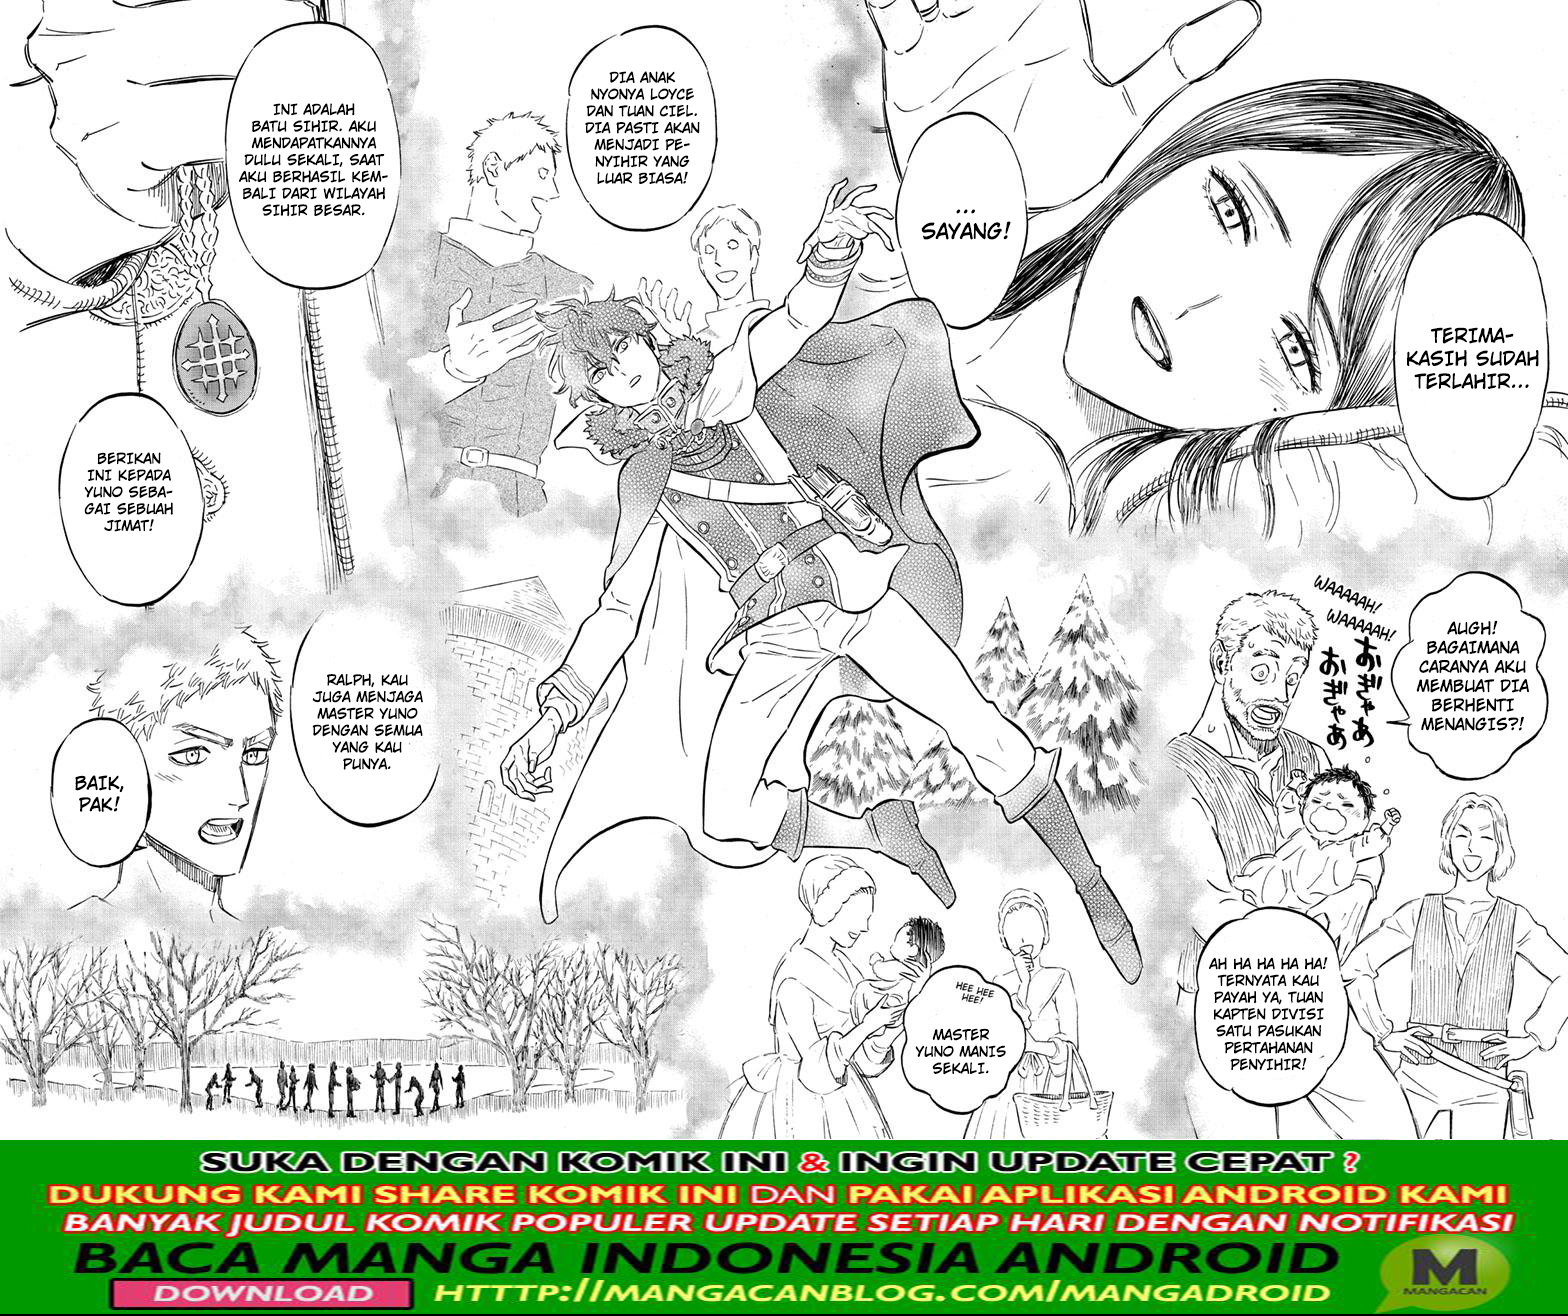 TERIMA-
KASIH SUDAH
TERLAHIR...
...
SAYANG!
DIA ANAK
NYONYA LOYCE
DAN TUAN CIEL.
DIA PASTI AKAN
MENJADI PE-
NYIHIR YANG
LUAR BIASA!
INI ADALAH
BATU SIHIR. AKU
MENDAPATKANNYA
DULU SEKALI, SAAT
AKU BERHASIL KEM-
BALI DARI WILAYAH
SIHIR BESAR.
BERIKAN
INI KEPADA
YUNO SEBA-
GAI SEBUAH
JIMAT!
AUGH!
BAGAIMANA
CARANYA AKU
MEMBUAT DIA
BERHENTI
MENANGIS?!
WAAAAAH!
WAAAAAH!
おぎゃあ
おぎゃあ
AH HA HA HA HA!
TERNYATA KAU
PAYAH YA, TUAN
KAPTEN DIVISI
SATU PASUKAN
PERTAHANAN
PENYIHIR!
HEE HEE
HEE!
MASTER
YUNO MANIS
SEKALI.
RALPH, KAU
JUGA MENJAGA
MASTER YUNO
DENGAN SEMUA
YANG KAU
PUNYA.
BAIK,
PAK!
SUKA DENGAN KOMIK INI & INGIN UPDATE CEPAT ?
DUKUNG KAMI SHARE KOMIK INI DAN PAKAI APLIKASI ANDROID KAMI
BANYAK JUDUL KOMIK POPULER UPDATE SETIAP HARI DENGAN NOTIFIKASI
BACA MANGA INDONESIA ANDROID
DOWNLOAD HTTTP://MANGACANBLOG.COM/MANGADROID
M
MANGACAN